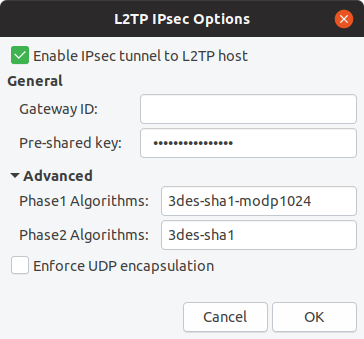 L2TP IPsec Options
Enable IPsec tunnel to L2TP host
General
Gateway ID:
Pre-shared key: ••••••••••••••••
Advanced
Phase1 Algorithms: 3des-sha1-modp1024
Phase2 Algorithms: 3des-sha1
Enforce UDP encapsulation
Cancel OK